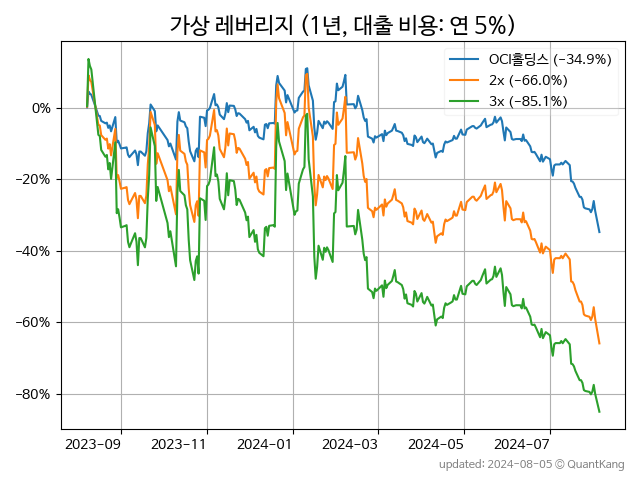 가상 레버리지 (1년, 대출 비용: 연 5%)
OCI홀딩스 (−34.9%)
2x (−66.0%)
3x (−85.1%)
0%
−20%
−40%
−60%
−80%
2023-09 2023-11 2024-01 2024-03 2024-05 2024-07
updated: 2024-08-05 © QuantKang